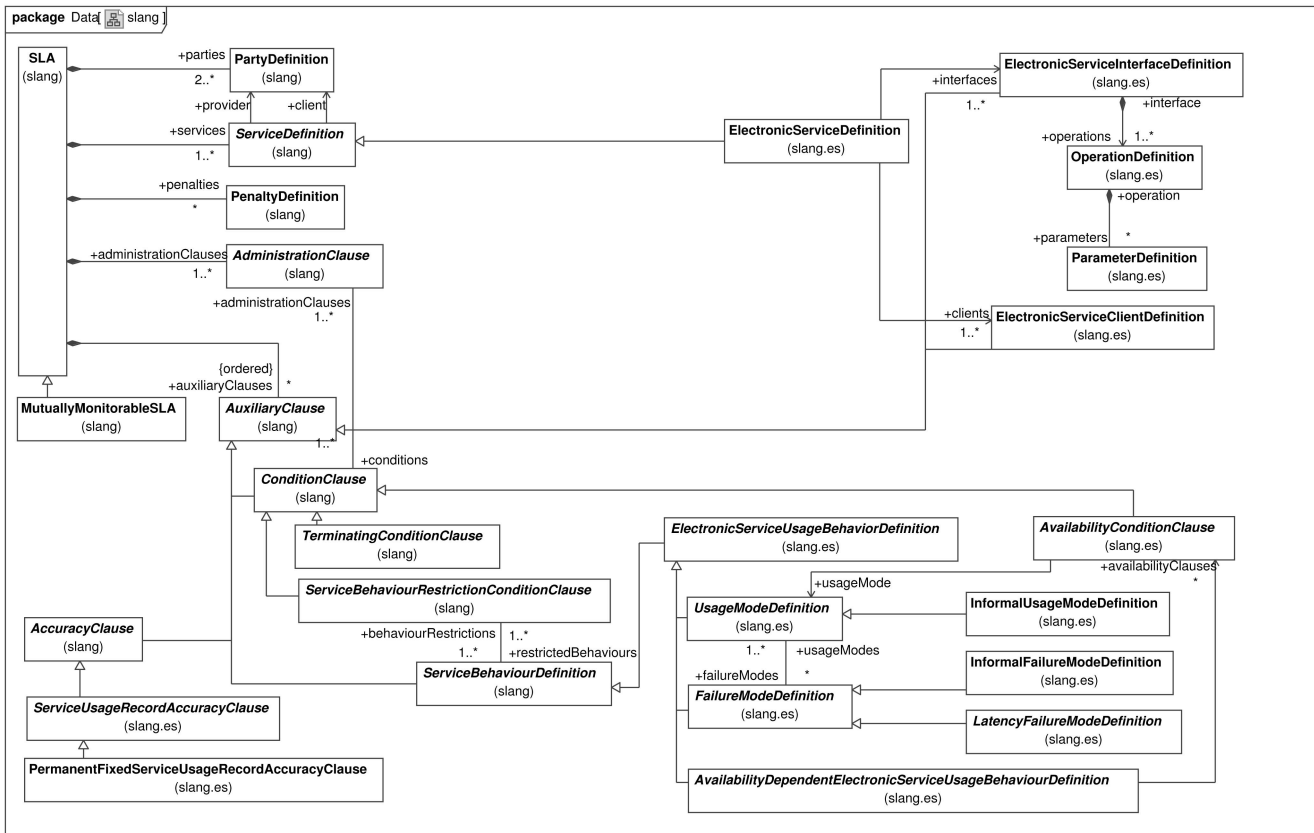 package Data[ slang ]
SLA
(slang)
+parties
2..*
PartyDefinition
(slang)
+provider
+client
+services
1..*
ServiceDefinition
(slang)
+penalties
*
PenaltyDefinition
(slang)
+administrationClauses
1..*
AdministrationClause
(slang)
+administrationClauses
1..*
{ordered}
+auxiliaryClauses
*
MutuallyMonitorableSLA
(slang)
AuxiliaryClause
(slang)
1..*
+conditions
ElectronicServiceDefinition
(slang.es)
+interfaces
1..*
ElectronicServiceInterfaceDefinition
(slang.es)
+interface
+operations
1..*
OperationDefinition
(slang.es)
+operation
+parameters
*
ParameterDefinition
(slang.es)
+clients
1..*
ElectronicServiceClientDefinition
(slang.es)
ConditionClause
(slang)
TerminatingConditionClause
(slang)
ServiceBehaviourRestrictionConditionClause
(slang)
+behaviourRestrictions
1..*
1..*
+restrictedBehaviours
ServiceBehaviourDefinition
(slang)
AccuracyClause
(slang)
ServiceUsageRecordAccuracyClause
(slang.es)
PermanentFixedServiceUsageRecordAccuracyClause
(slang.es)
ElectronicServiceUsageBehaviorDefinition
(slang.es)
AvailabilityConditionClause
(slang.es)
+availabilityClauses
*
+usageMode
UsageModeDefinition
(slang.es)
1..*
+usageModes
+failureModes
*
FailureModeDefinition
(slang.es)
InformalUsageModeDefinition
(slang.es)
InformalFailureModeDefinition
(slang.es)
LatencyFailureModeDefinition
(slang.es)
AvailabilityDependentElectronicServiceUsageBehaviourDefinition
(slang.es)